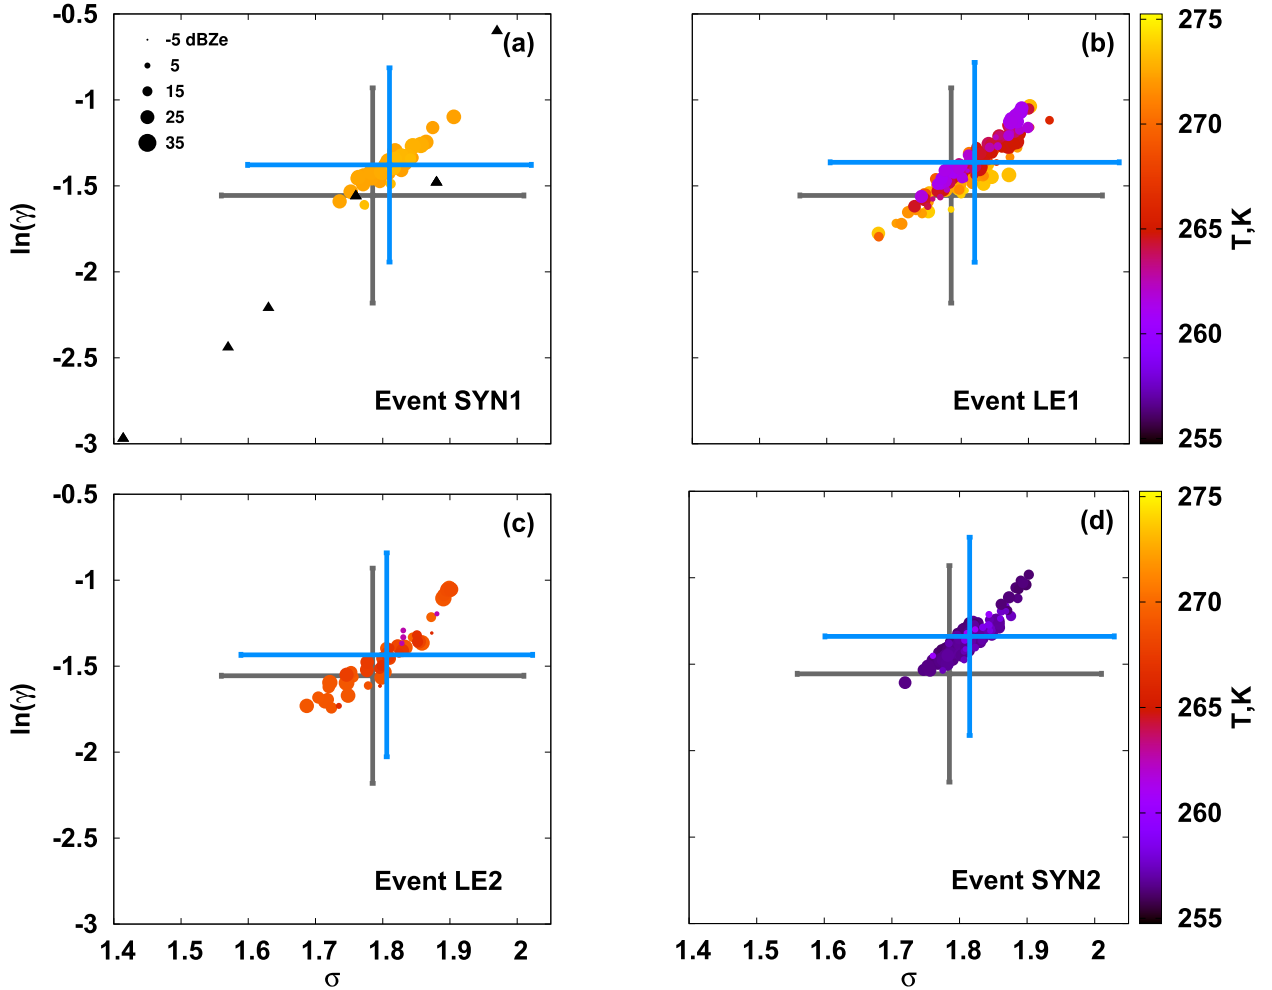 -0.5
-1
-1.5
-2
-2.5
-3
ln(γ)
-5 dBZe
5
15
25
35
(a)
Event SYN1
(b)
Event LE1
275
270
265
260
255
T,K
-0.5
-1
-1.5
-2
-2.5
-3
ln(γ)
(c)
Event LE2
1.4 1.5 1.6 1.7 1.8 1.9 2
σ
(d)
Event SYN2
1.4 1.5 1.6 1.7 1.8 1.9 2
σ
275
270
265
260
255
T,K